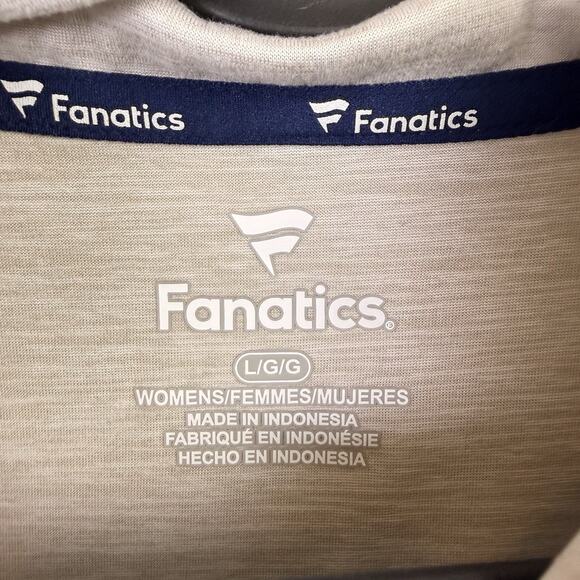 Fanatics Fanatics
Fanatics®
L/G/G
WOMENS/FEMMES/MUJERES
MADE IN INDONESIA
FABRIQUÉ EN INDONÉSIE
HECHO EN INDONESIA